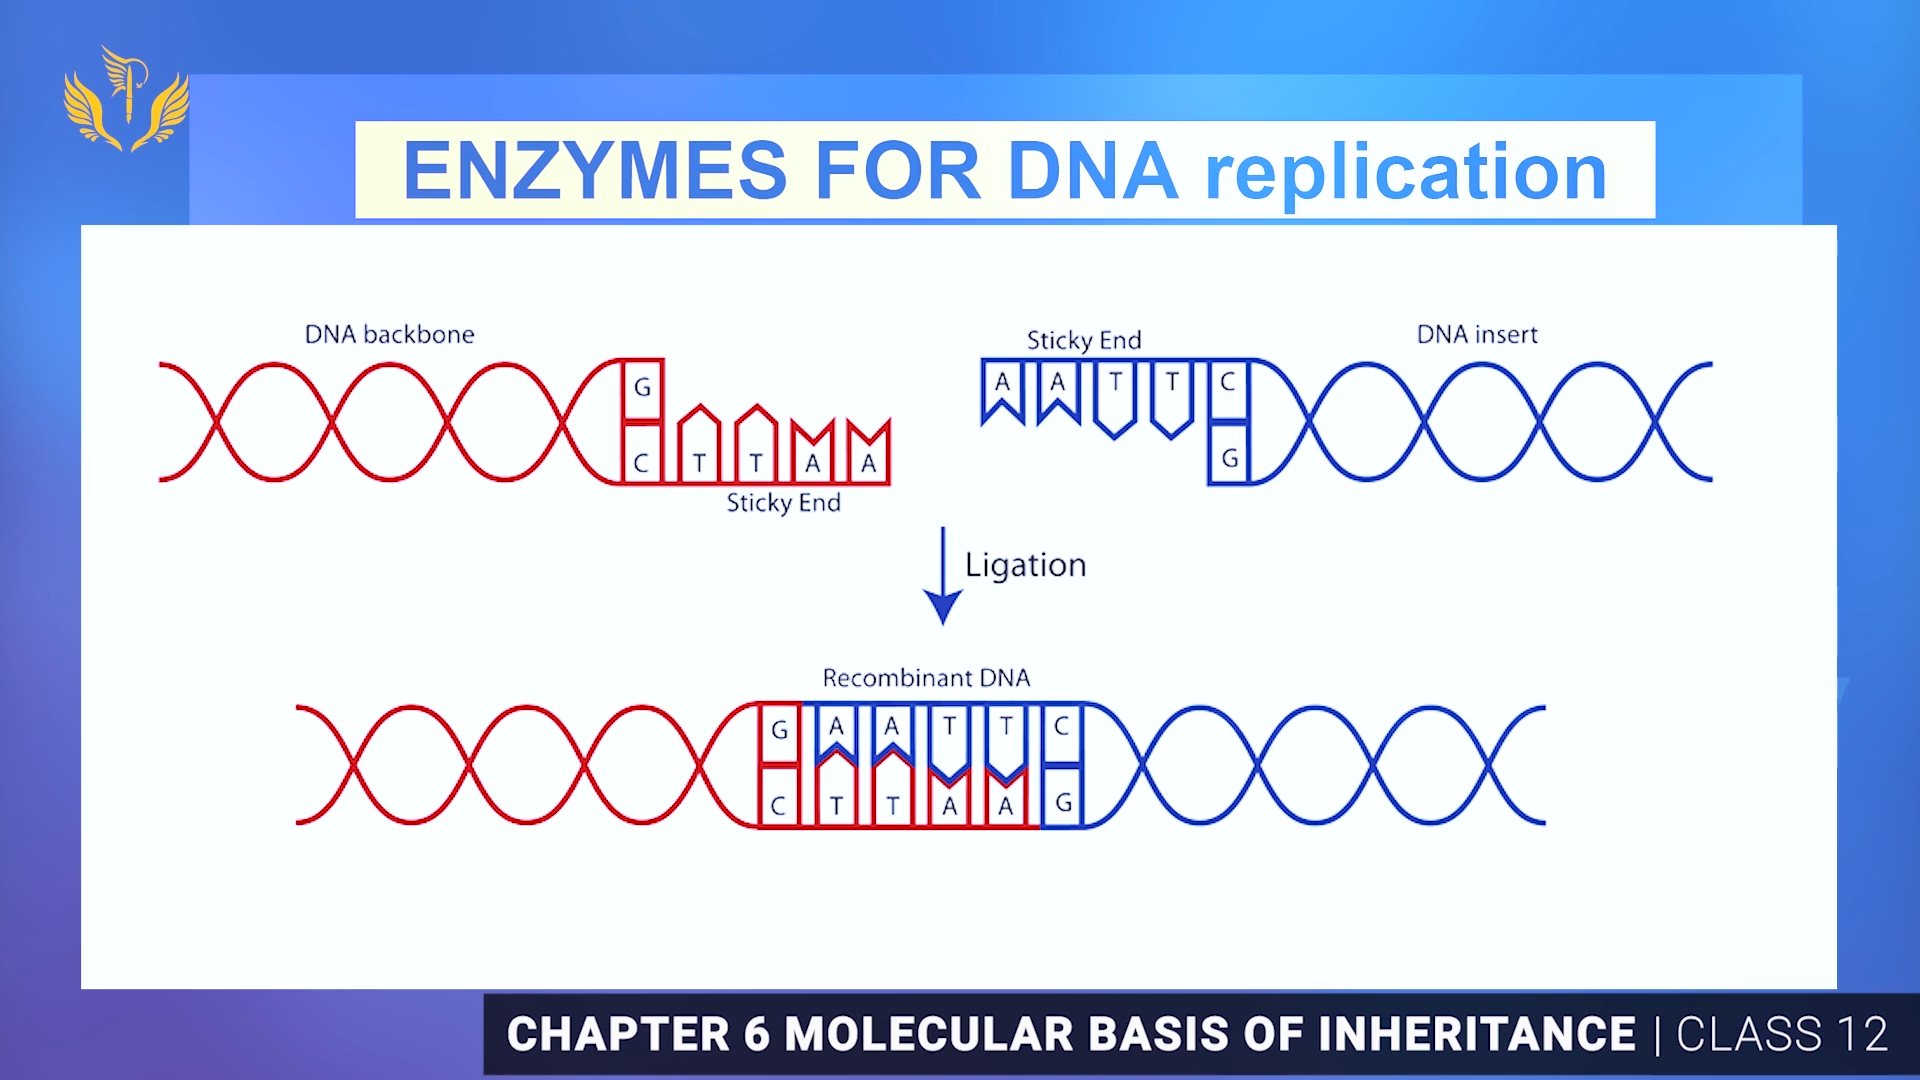 ENZYMES FOR DNA replication
DNA backbone
Sticky End
DNA insert
G
A A T T C
C T T A A
G
Sticky End
Ligation
Recombinant DNA
G A A T T C
C T T A A G
CHAPTER 6 MOLECULAR BASIS OF INHERITANCE | CLASS 12